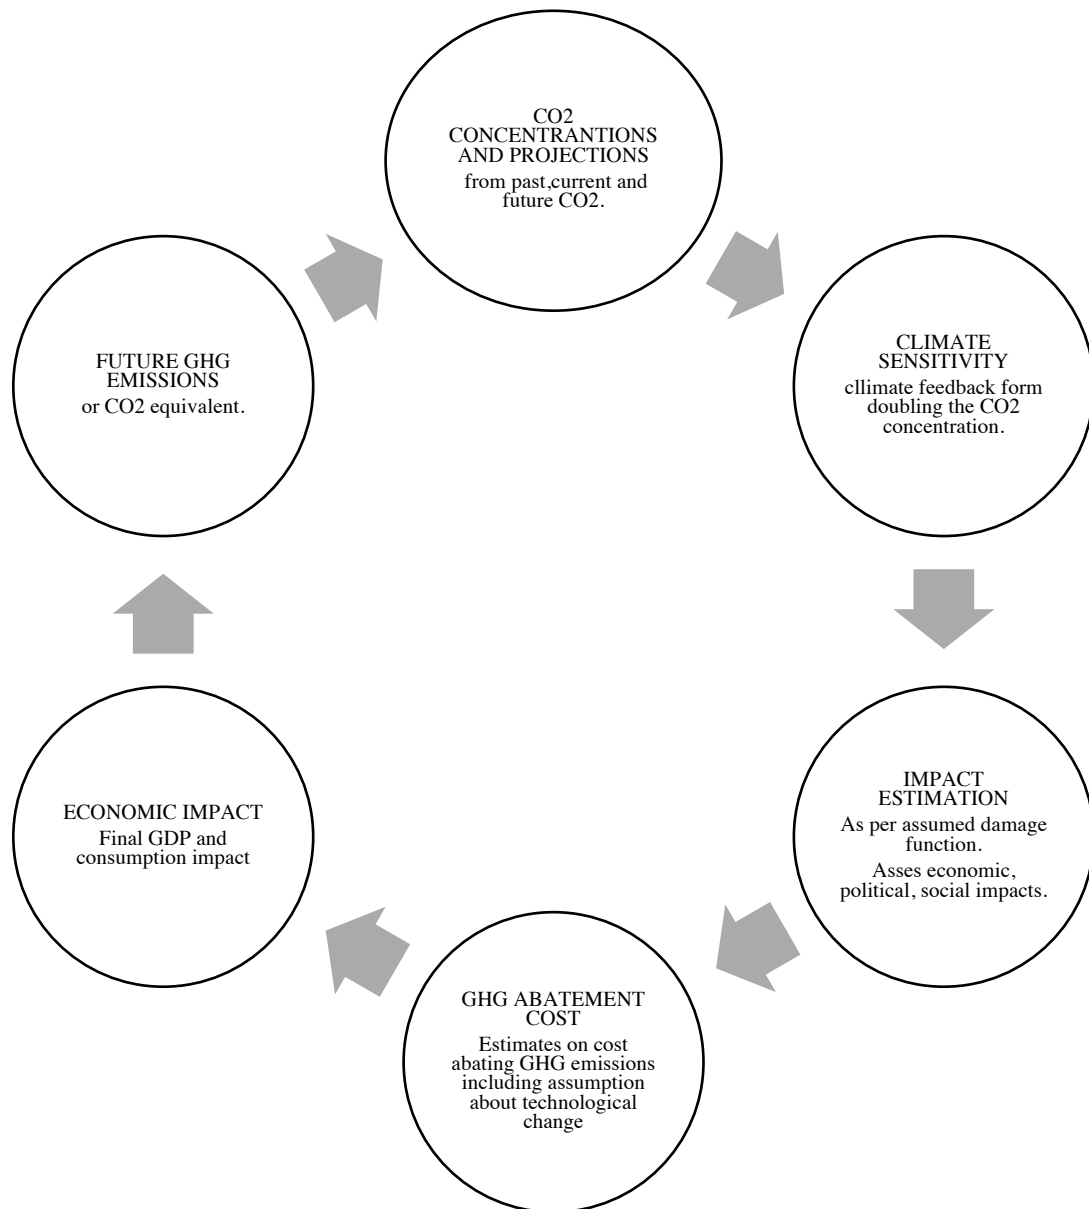 CO2
CONCENTRANTIONS
AND PROJECTIONS
from past,current and
future CO2.
CLIMATE
SENSITIVITY
cllimate feedback form
doubling the CO2
concentration.
IMPACT
ESTIMATION
As per assumed damage
function.
Asses economic,
political, social impacts.
GHG ABATEMENT
COST
Estimates on cost
abating GHG emissions
including assumption
about technological
change
ECONOMIC IMPACT
Final GDP and
consumption impact
FUTURE GHG
EMISSIONS
or CO2 equivalent.